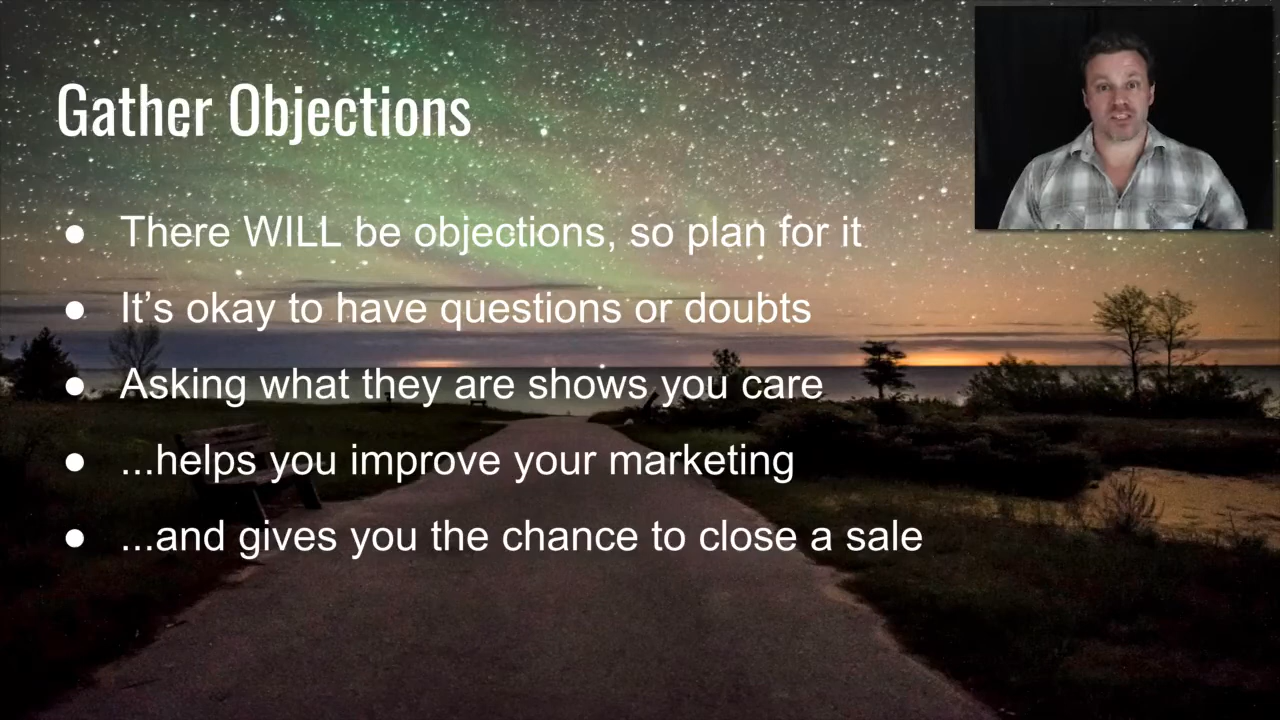 Gather Objections
● There WILL be objections, so plan for it
● It’s okay to have questions or doubts
● Asking what they are shows you care
● ...helps you improve your marketing
● ...and gives you the chance to close a sale